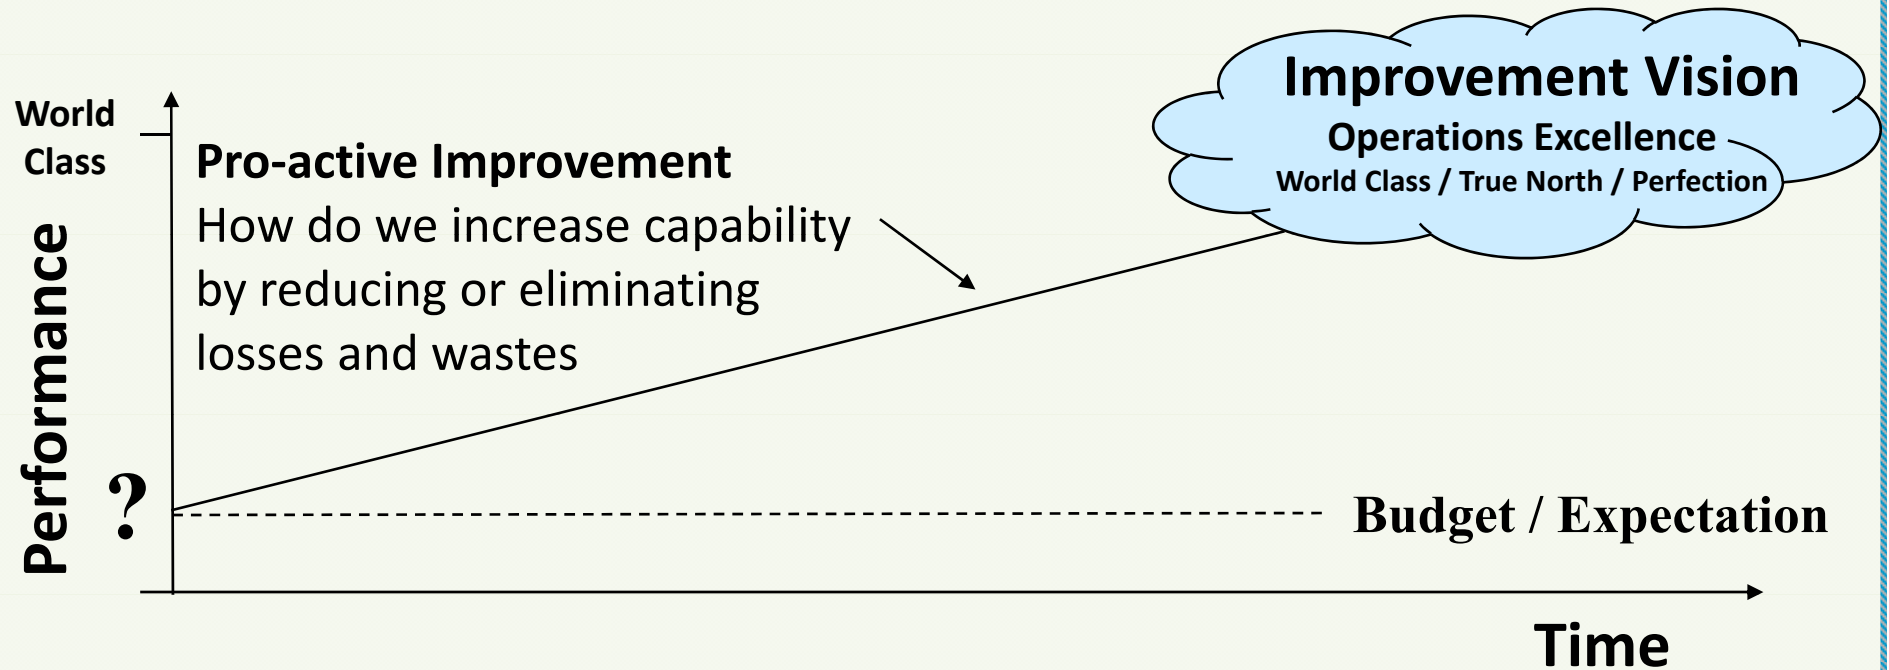 Improvement Vision
Operations Excellence
World Class / True North / Perfection
World
Class
Pro-active Improvement
How do we increase capability
by reducing or eliminating
losses and wastes
Performance
?
Budget / Expectation
Time